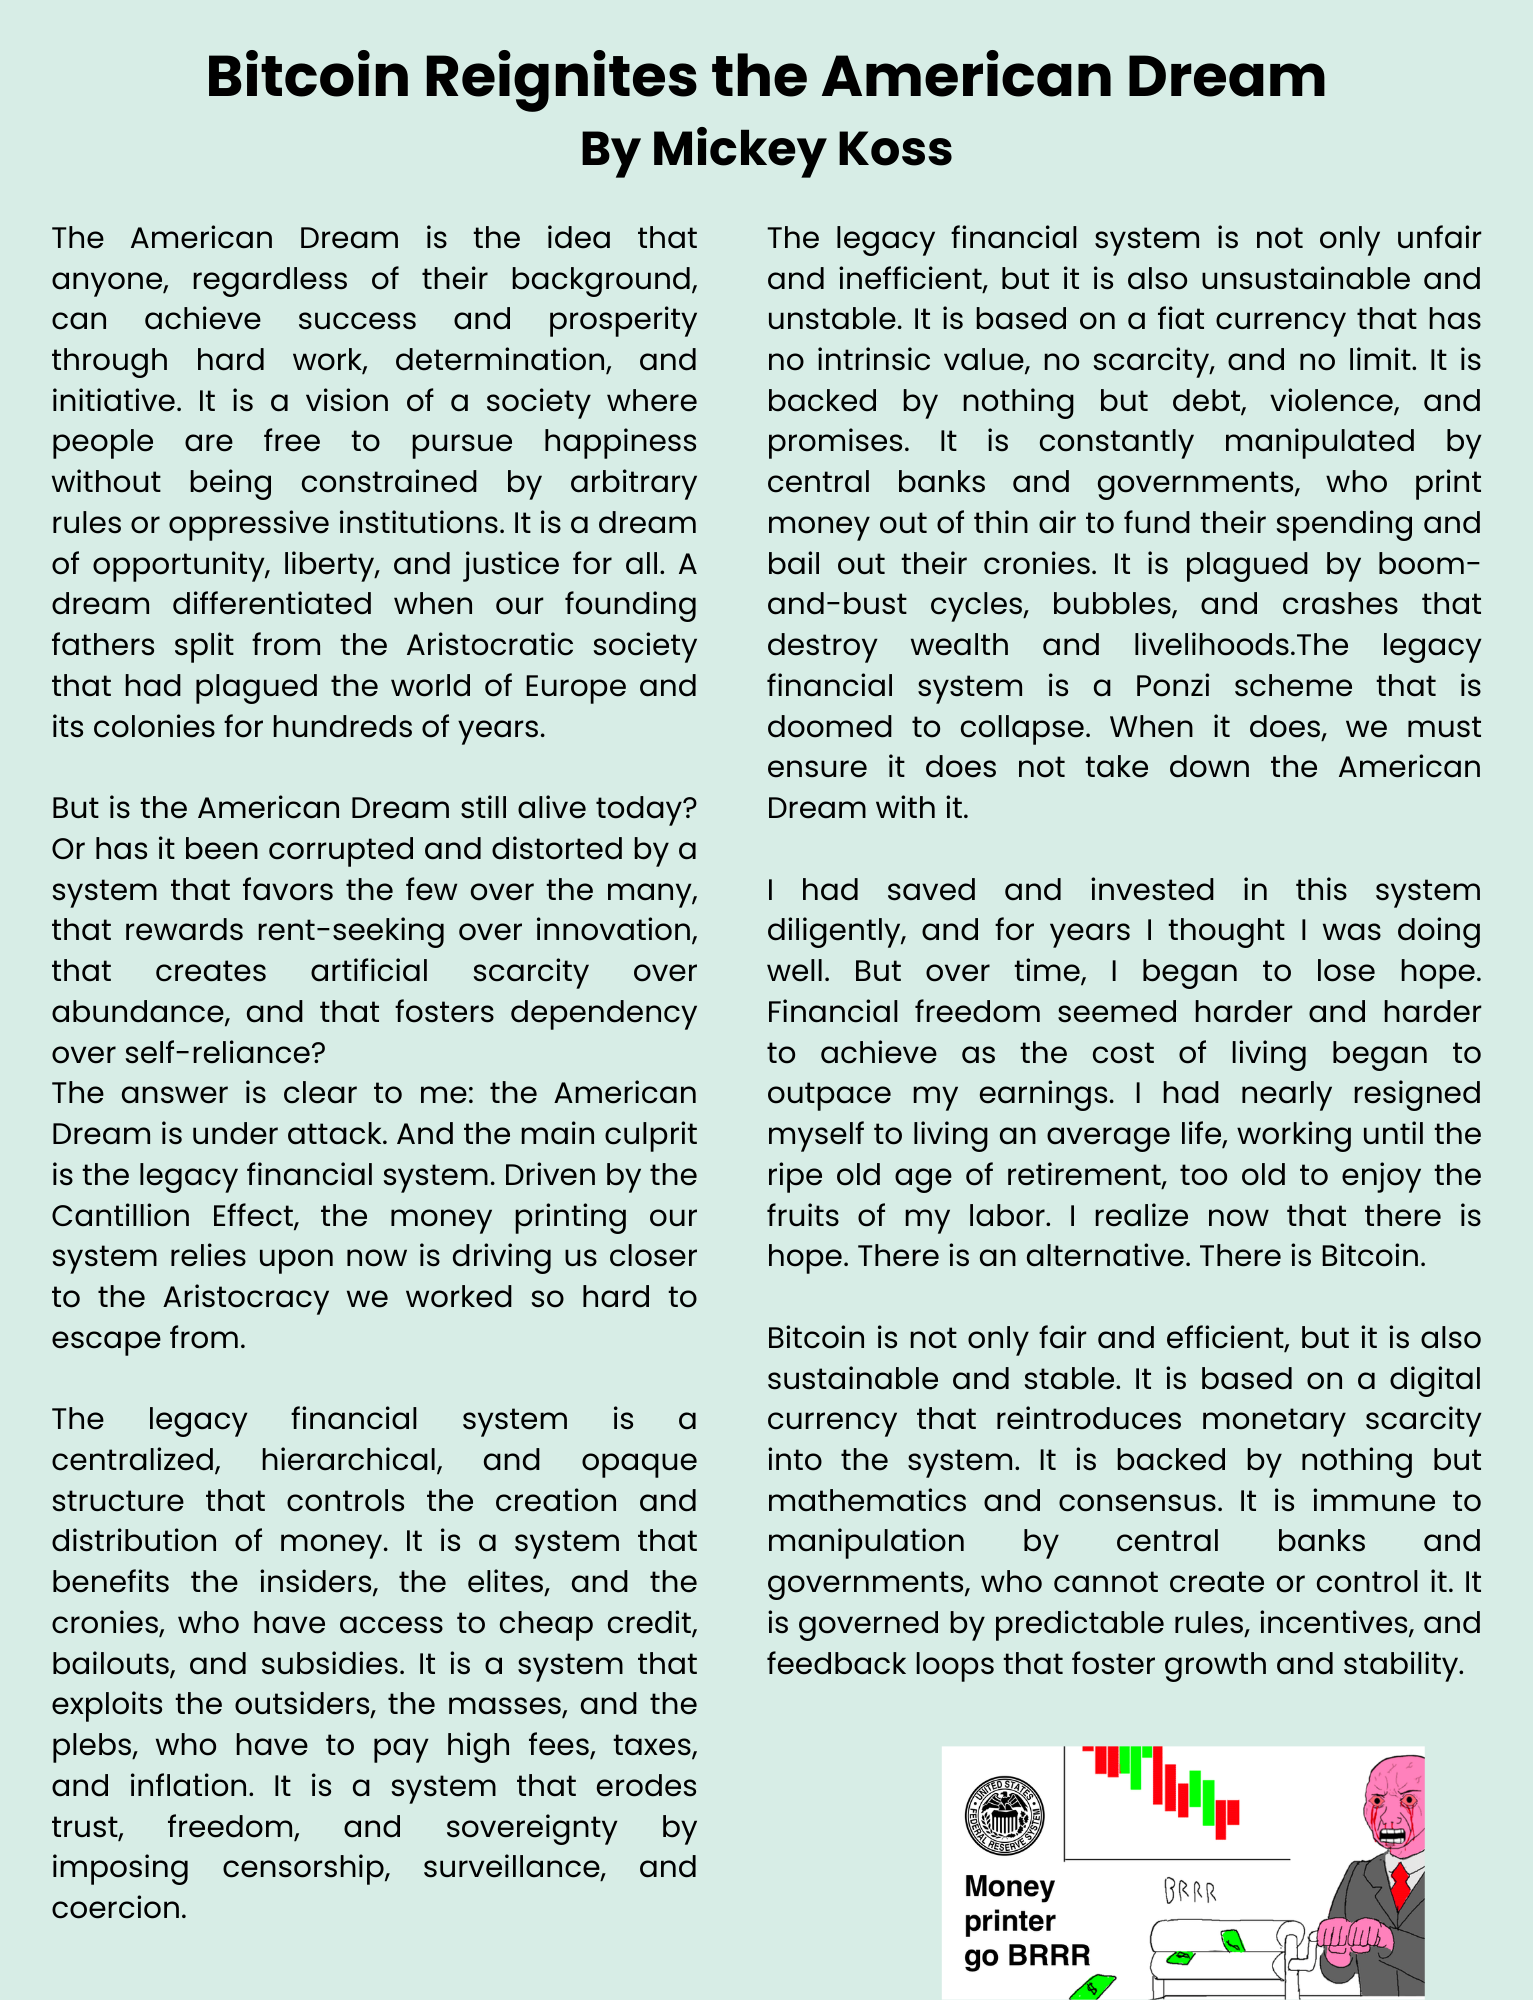 Bitcoin Reignites the American Dream
By Mickey Koss
The American Dream is the idea that
anyone, regardless of their background,
can achieve success and prosperity
through hard work, determination, and
initiative. It is a vision of a society where
people are free to pursue happiness
without being constrained by arbitrary
rules or oppressive institutions. It is a dream
of opportunity, liberty, and justice for all. A
dream differentiated when our founding
fathers split from the Aristocratic society
that had plagued the world of Europe and
its colonies for hundreds of years.
But is the American Dream still alive today?
Or has it been corrupted and distorted by a
system that favors the few over the many,
that rewards rent-seeking over innovation,
that creates artificial scarcity over
abundance, and that fosters dependency
over self-reliance?
The answer is clear to me: the American
Dream is under attack. And the main culprit
is the legacy financial system. Driven by the
Cantillion Effect, the money printing our
system relies upon now is driving us closer
to the Aristocracy we worked so hard to
escape from.
The legacy financial system is a
centralized, hierarchical, and opaque
structure that controls the creation and
distribution of money. It is a system that
benefits the insiders, the elites, and the
cronies, who have access to cheap credit,
bailouts, and subsidies. It is a system that
exploits the outsiders, the masses, and the
plebs, who have to pay high fees, taxes,
and inflation. It is a system that erodes
trust, freedom, and sovereignty by
imposing censorship, surveillance, and
coercion.
The legacy financial system is not only unfair
and inefficient, but it is also unsustainable and
unstable. It is based on a fiat currency that has
no intrinsic value, no scarcity, and no limit. It is
backed by nothing but debt, violence, and
promises. It is constantly manipulated by
central banks and governments, who print
money out of thin air to fund their spending and
bail out their cronies. It is plagued by boom-
and-bust cycles, bubbles, and crashes that
destroy wealth and livelihoods.The legacy
financial system is a Ponzi scheme that is
doomed to collapse. When it does, we must
ensure it does not take down the American
Dream with it.
I had saved and invested in this system
diligently, and for years I thought I was doing
well. But over time, I began to lose hope.
Financial freedom seemed harder and harder
to achieve as the cost of living began to
outpace my earnings. I had nearly resigned
myself to living an average life, working until the
ripe old age of retirement, too old to enjoy the
fruits of my labor. I realize now that there is
hope. There is an alternative. There is Bitcoin.
Bitcoin is not only fair and efficient, but it is also
sustainable and stable. It is based on a digital
currency that reintroduces monetary scarcity
into the system. It is backed by nothing but
mathematics and consensus. It is immune to
manipulation by central banks and
governments, who cannot create or control it. It
is governed by predictable rules, incentives, and
feedback loops that foster growth and stability.
UNITED STATES
FEDERAL RESERVE SYSTEM
Money
printer
go BRRR
BRRR
$